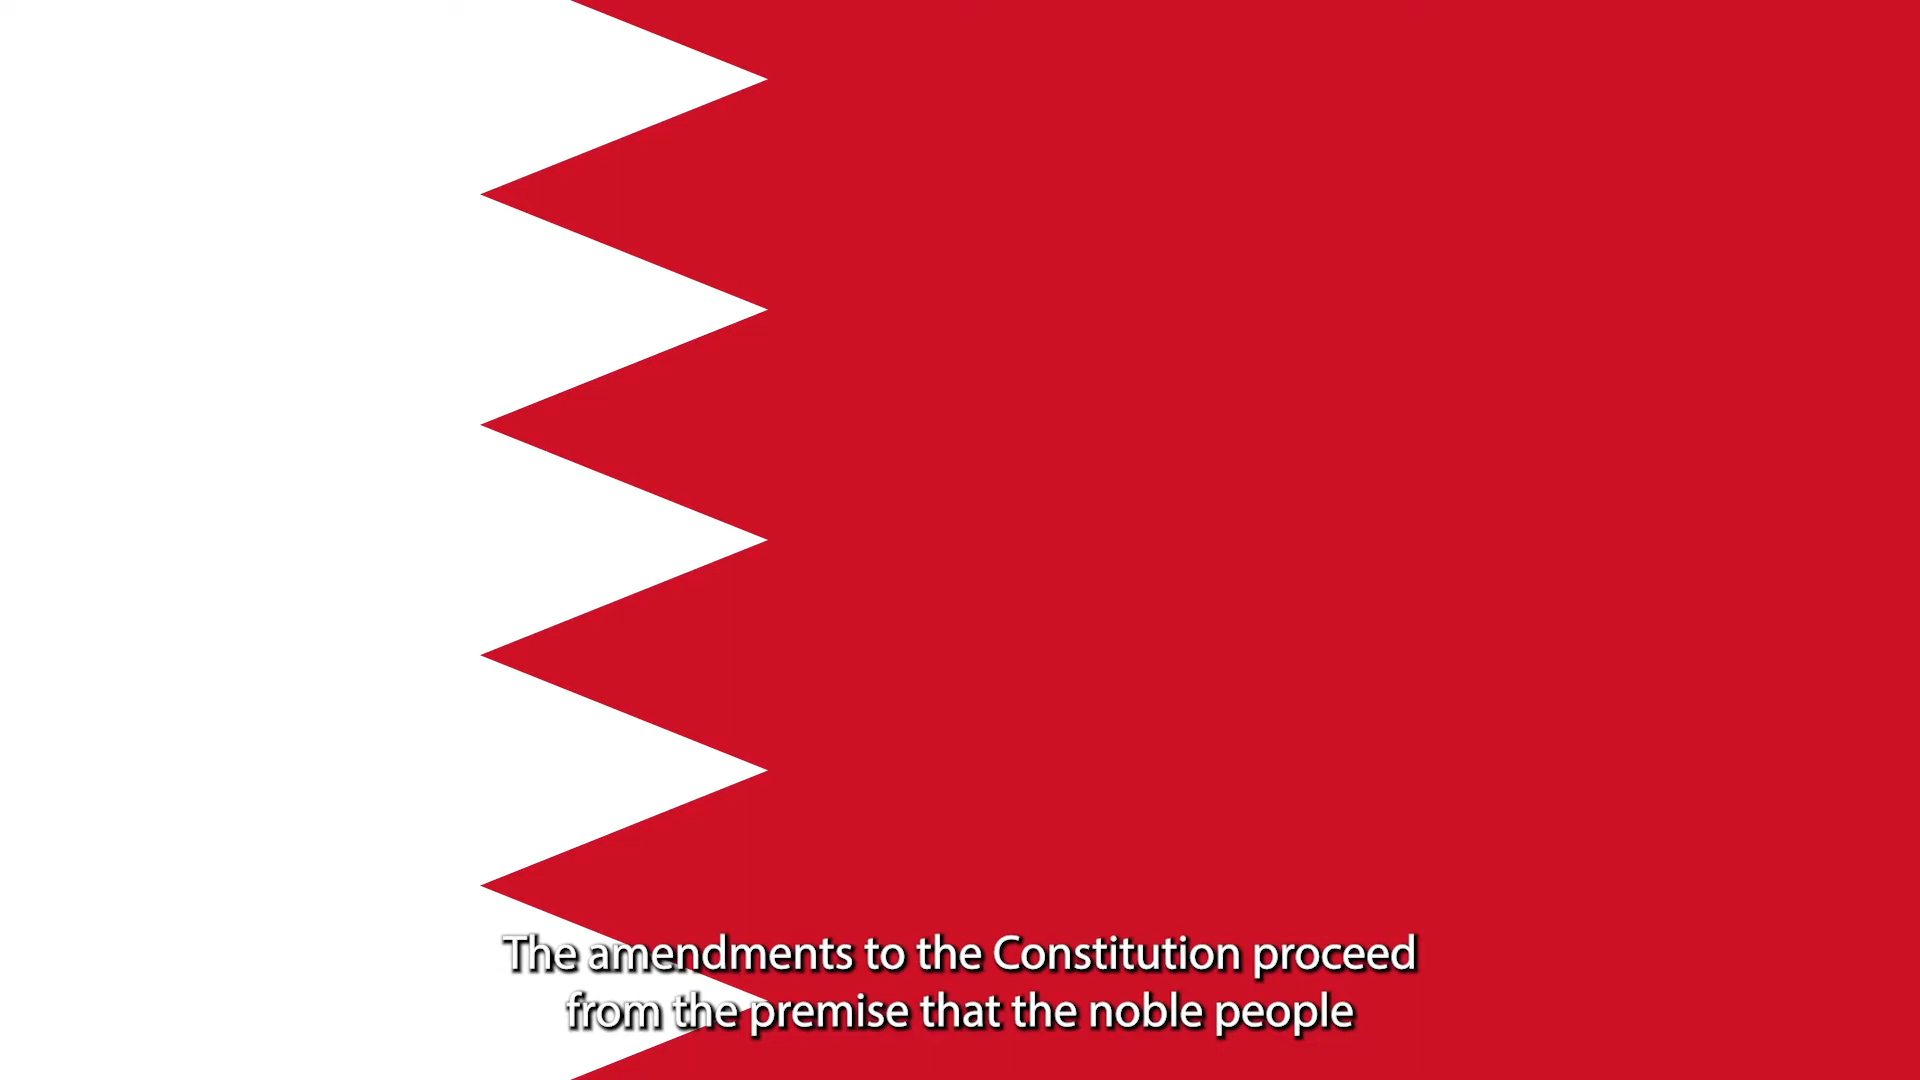 The amendments to the Constitution proceed
from the premise that the noble people